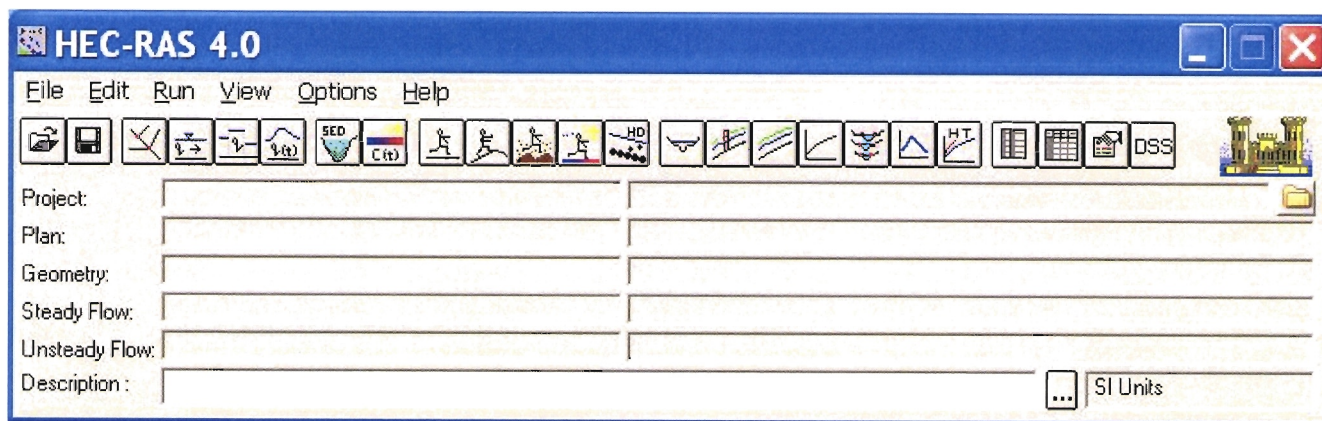 HEC-RAS 4.0
File Edit Run View Options Help
SED C(t) HD H T DSS
Project:
Plan:
Geometry:
Steady Flow:
Unsteady Flow:
Description : ... SI Units